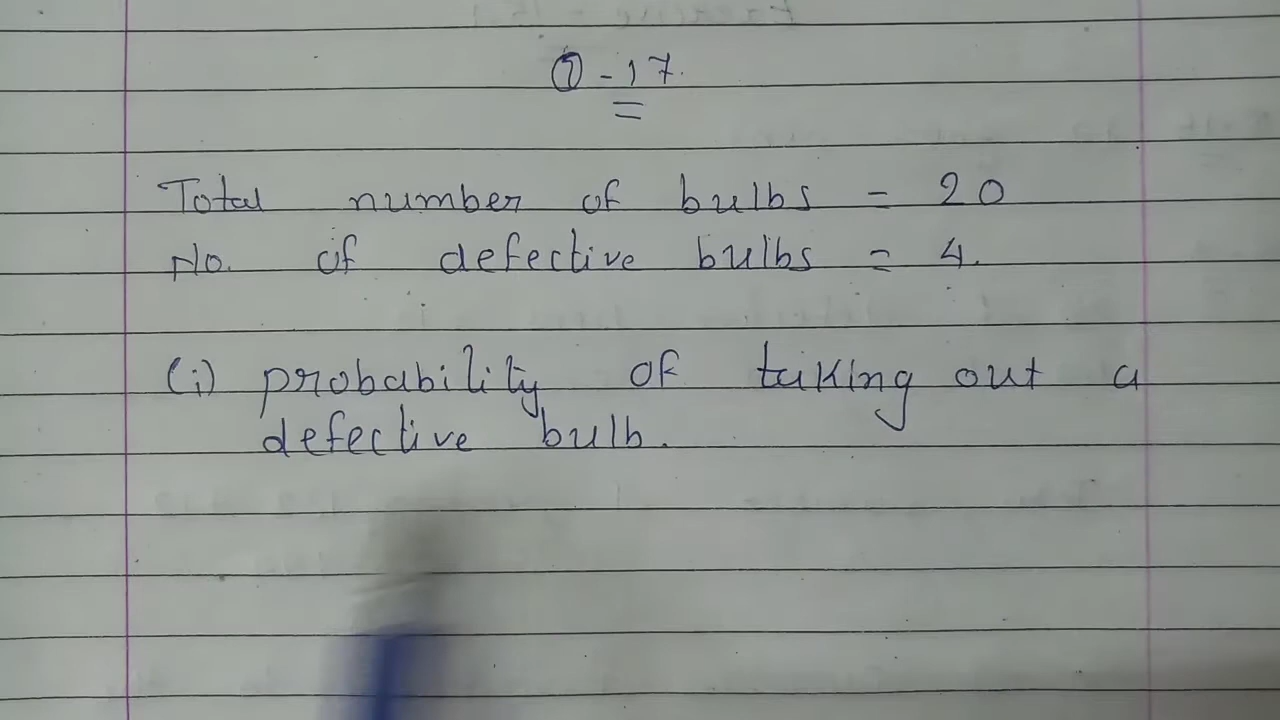 Q-17.
Total number of bulbs = 20
No. of defective bulbs = 4.
(i) probability of taking out a
defective bulb.